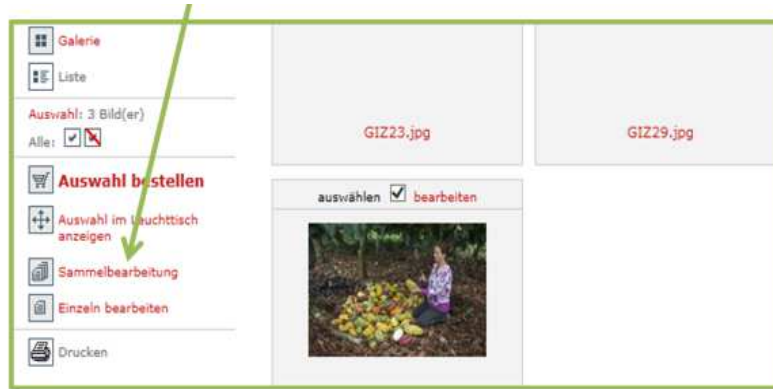 Galerie
Liste
Auswahl: 3 Bild(er)
Alle:
Auswahl bestellen
Auswahl im Leuchttisch
anzeigen
Sammelbearbeitung
Einzeln bearbeiten
Drucken
GIZ23.jpg
GIZ29.jpg
auswählen bearbeiten